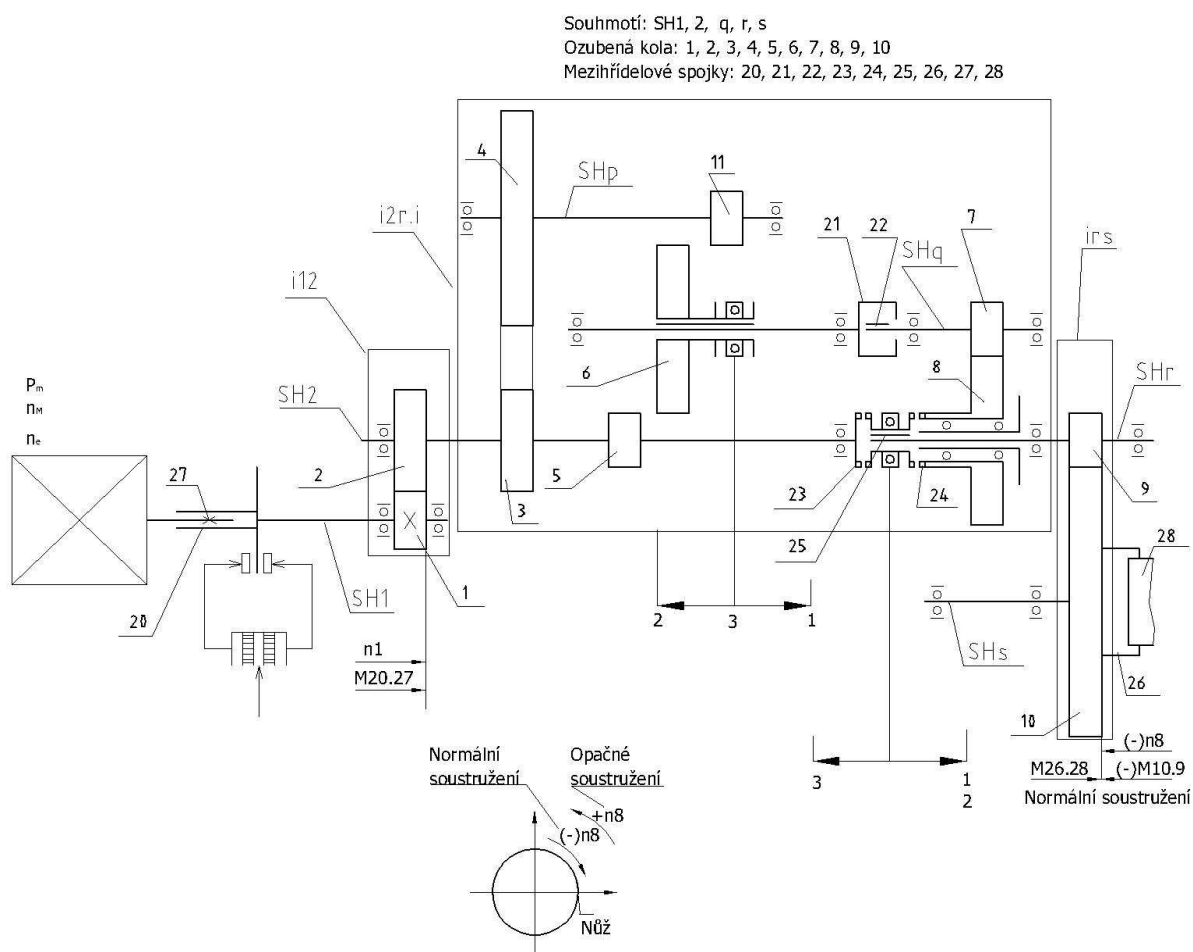 Souhmotí: SH1, 2, q, r, s
Ozubená kola: 1, 2, 3, 4, 5, 6, 7, 8, 9, 10
Mezihřídelové spojky: 20, 21, 22, 23, 24, 25, 26, 27, 28
4
SHp
11
i2r.i
21
22
7
SHq
irs
i12
6
8
SHr
Pm
nM
ne
SH2
27
2
5
3
23
24
9
25
28
20
SH1
1
2
3
1
SHs
26
n1
M20.27
10
(-)n8
3
1
2
M26.28
(-)M10.9
Normální soustružení
Normální
soustružení
Opačné
soustružení
+n8
(-)n8
Nůž